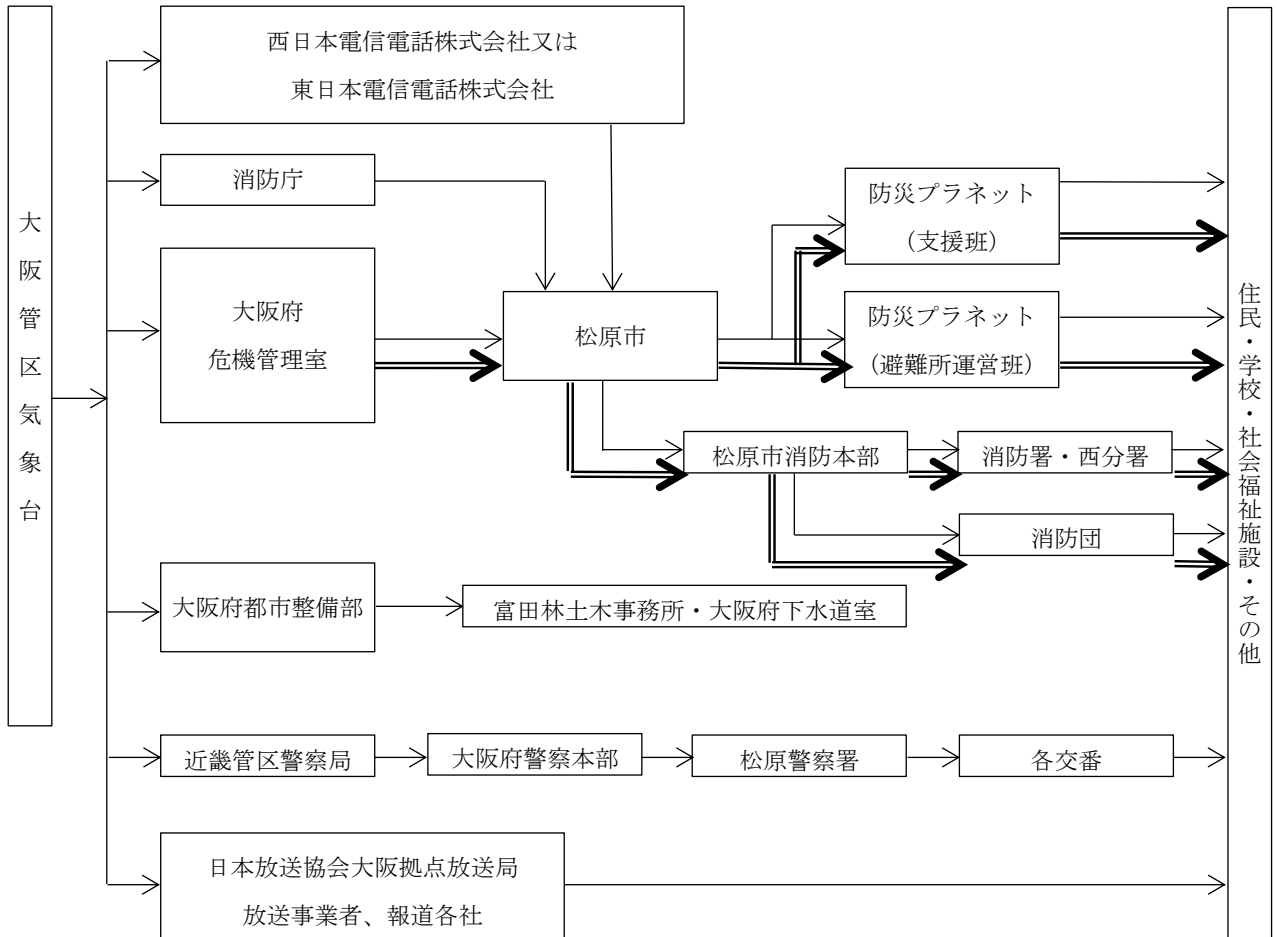 大阪管区気象台
西日本電信電話株式会社又は
東日本電信電話株式会社
消防庁
大阪府
危機管理室
松原市
防災プラネット
（支援班）
防災プラネット
（避難所運営班）
松原市消防本部
消防署・西分署
消防団
大阪府都市整備部
富田林土木事務所・大阪府下水道室
近畿管区警察局
大阪府警察本部
松原警察署
各交番
日本放送協会大阪拠点放送局
放送事業者、報道各社
住民・学校・社会福祉施設・その他